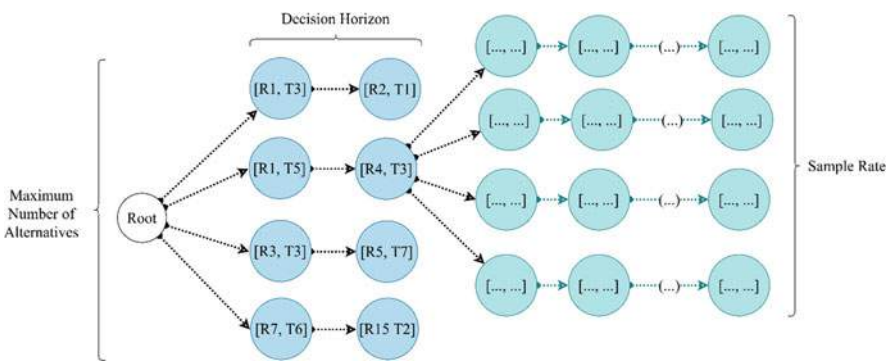 Decision Horizon
Maximum
Number of
Alternatives
Root
[R1, T3]
[R2, T1]
[R1, T5]
[R4, T3]
[R3, T3]
[R5, T7]
[R7, T6]
[R15 T2]
[..., ...]
[..., ...]
(...)
[..., ...]
[..., ...]
[..., ...]
(...)
[..., ...]
[..., ...]
[..., ...]
(...)
[..., ...]
[..., ...]
[..., ...]
(...)
[..., ...]
Sample Rate